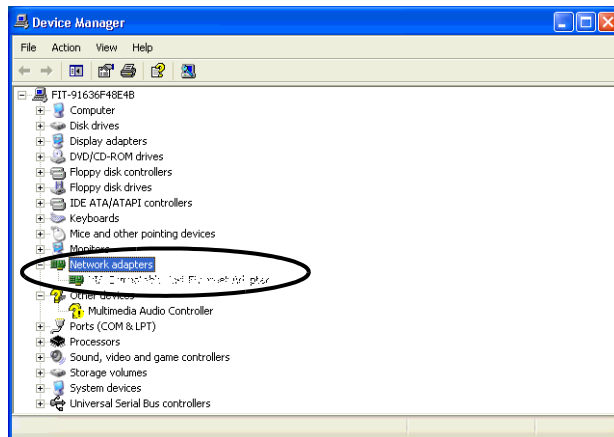 Device Manager
File Action View Help
FIT-91636F48E4B
Computer
Disk drives
Display adapters
DVD/CD-ROM drives
Floppy disk controllers
Floppy disk drives
IDE ATA/ATAPI controllers
Keyboards
Mice and other pointing devices
Monitors
Network adapters
Other devices
Multimedia Audio Controller
Ports (COM & LPT)
Processors
Sound, video and game controllers
Storage volumes
System devices
Universal Serial Bus controllers